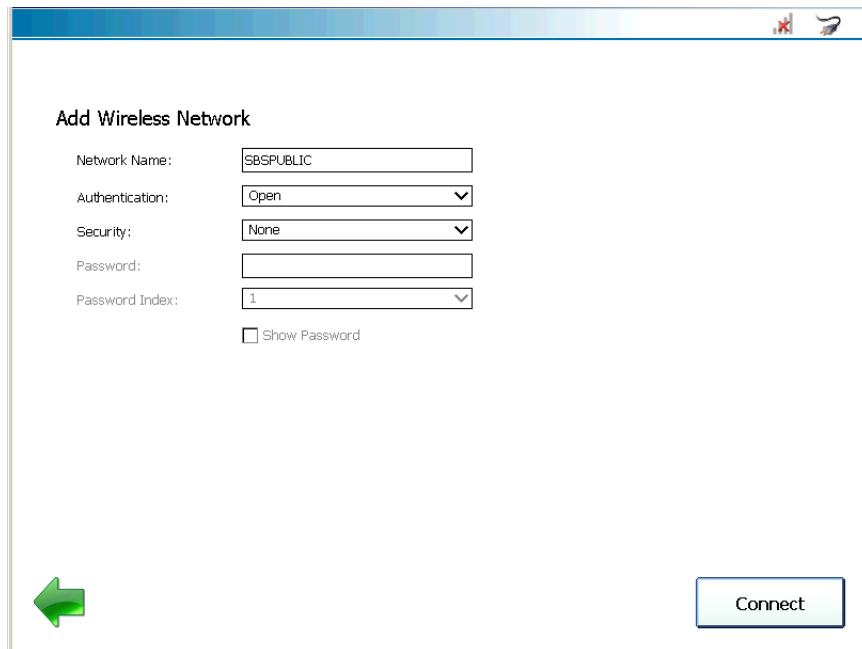 Add Wireless Network
Network Name: SBSPUBLIC
Authentication: Open
Security: None
Password:
Password Index: 1
Show Password
Connect